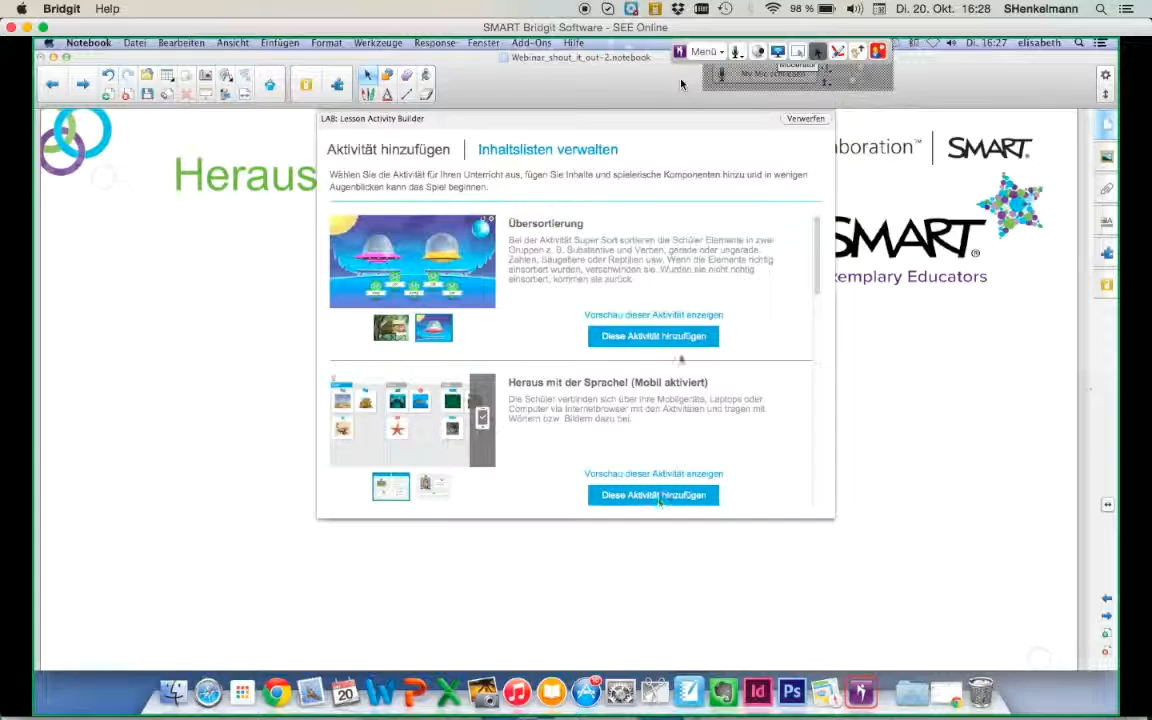 Bridgit Help
98 % Di. 20. Okt. 16:28 SHenkelmann
SMART Bridgit Software - SEE Online
Notebook Datei Bearbeiten Ansicht Einfügen Format Werkzeuge Response Fenster Add-Ons Hilfe
Di. 16:27 elisabeth
Webinar_shout_it_out-2.notebook
Menü
LAB: Lesson Activity Builder
Verwerfen
Heraus
Aktivität hinzufügen
Inhaltslisten verwalten
Wählen Sie die Aktivität für Ihren Unterricht aus, fügen Sie Inhalte und spielerische Komponenten hinzu und in wenigen
Augenblicken kann das Spiel beginnen.
Übersortierung
Bei der Aktivität Super Sort sortieren die Schüler Elemente in zwei
Gruppen z. B. Substantive und Verben, gerade oder ungerade
Zahlen, Säugetiere oder Reptilien usw. Wenn die Elemente richtig
einsortiert wurden, verschwinden sie. Wurden sie nicht richtig
einsortiert, kommen sie zurück.
Vorschau dieser Aktivität anzeigen
Diese Aktivität hinzufügen
Heraus mit der Sprache! (Mobil aktiviert)
Die Schüler verbinden sich über ihre Mobilgeräte, Laptops oder
Computer via Internetbrowser mit den Aktivitäten und tragen mit
Wörtern bzw. Bildern dazu bei.
Vorschau dieser Aktivität anzeigen
Diese Aktivität hinzufügen
laboration™ SMART
SMART®
xemplary Educators
20
Id
Ps